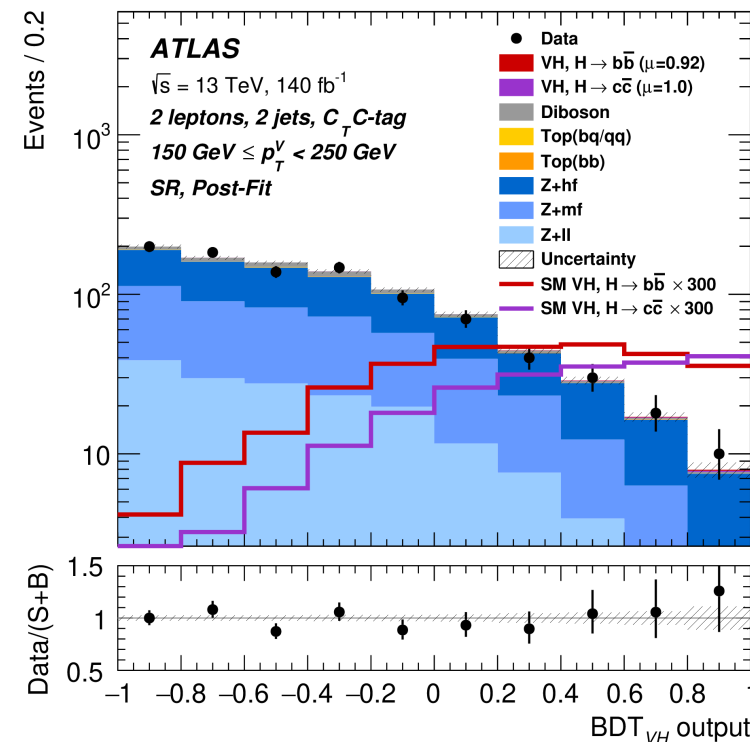 Events / 0.2
ATLAS
√s = 13 TeV, 140 fb⁻¹
2 leptons, 2 jets, C_TC-tag
150 GeV ≤ p_T^V < 250 GeV
SR, Post-Fit
Data
VH, H → bb̅ (μ=0.92)
VH, H → cc̅ (μ=1.0)
Diboson
Top(bq/qq)
Top(bb)
Z+hf
Z+mf
Z+ll
Uncertainty
SM VH, H → bb̅ × 300
SM VH, H → cc̅ × 300
10³
10²
10
Data/(S+B)
1.5
1
0.5
−1 −0.8 −0.6 −0.4 −0.2 0 0.2 0.4 0.6 0.8 1
BDT_VH output